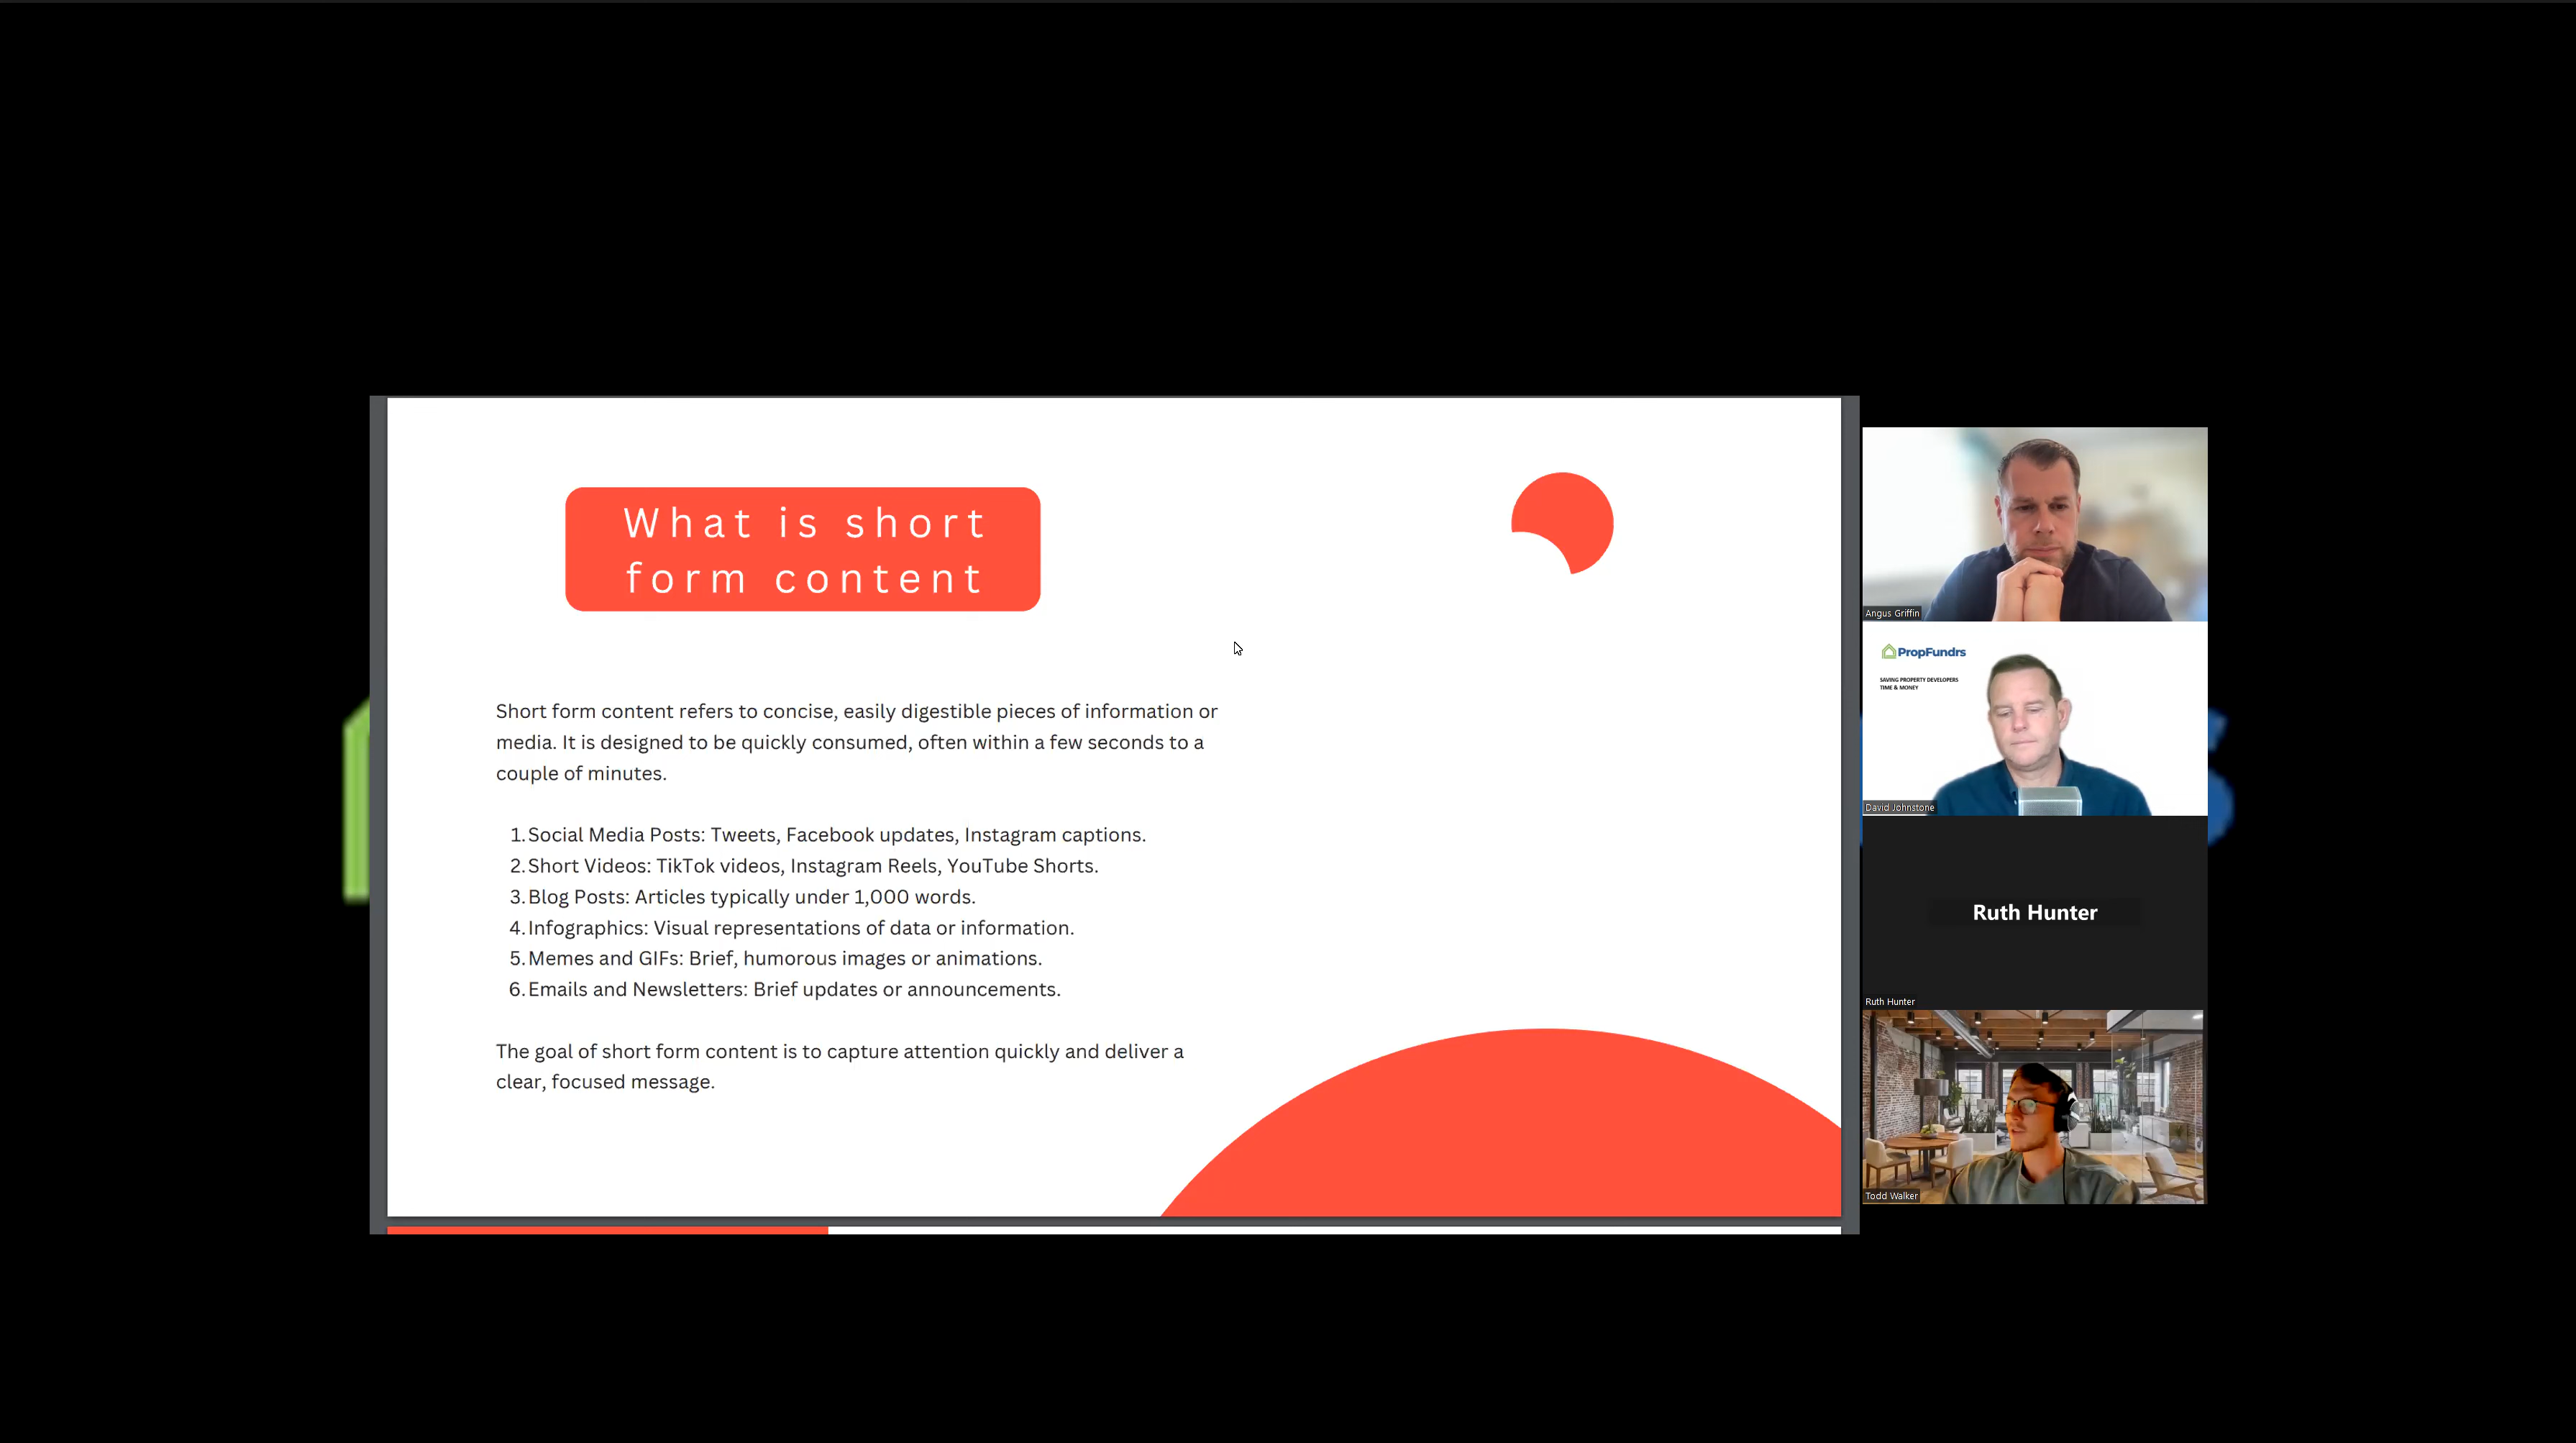 What is short
form content
Short form content refers to concise, easily digestible pieces of information or
media. It is designed to be quickly consumed, often within a few seconds to a
couple of minutes.
1. Social Media Posts: Tweets, Facebook updates, Instagram captions.
2. Short Videos: TikTok videos, Instagram Reels, YouTube Shorts.
3. Blog Posts: Articles typically under 1,000 words.
4. Infographics: Visual representations of data or information.
5. Memes and GIFs: Brief, humorous images or animations.
6. Emails and Newsletters: Brief updates or announcements.
The goal of short form content is to capture attention quickly and deliver a
clear, focused message.
Angus Griffin
PropFundrs
SAVING PROPERTY DEVELOPERS
TIME & MONEY
David Johnstone
Ruth Hunter
Ruth Hunter
Todd Walker